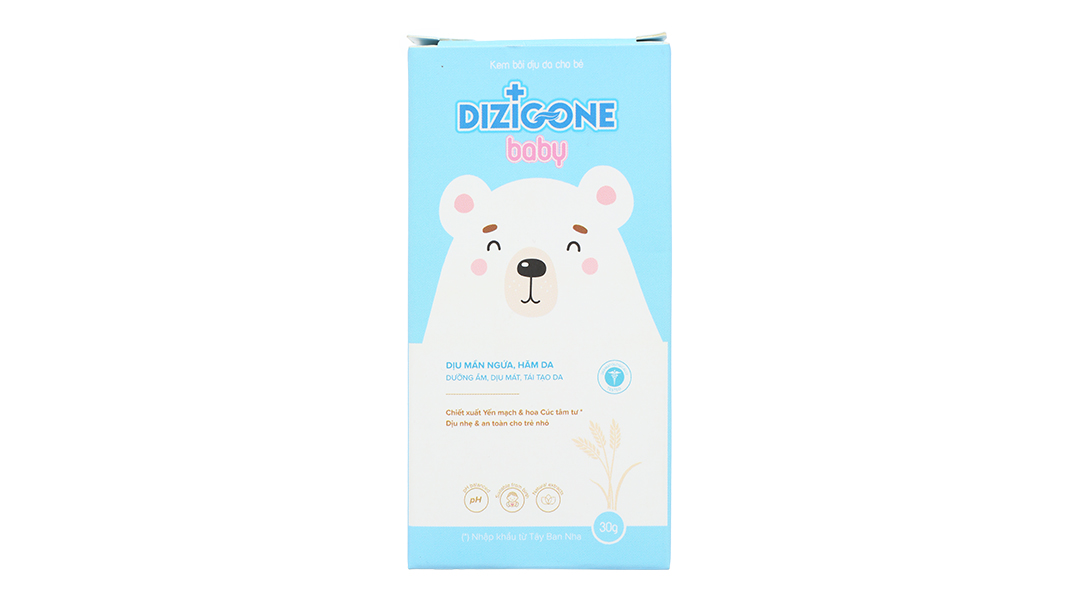 Kem bôi dịu da cho bé
DIZIGONE
baby
DỊU MẨN NGỨA, HĂM DA
DƯỠNG ẨM, DỊU MÁT, TÁI TẠO DA
Chiết xuất Yến mạch & hoa Cúc tâm tư *
Dịu nhẹ & an toàn cho trẻ nhỏ
pH
30g
(*) Nhập khẩu từ Tây Ban Nha